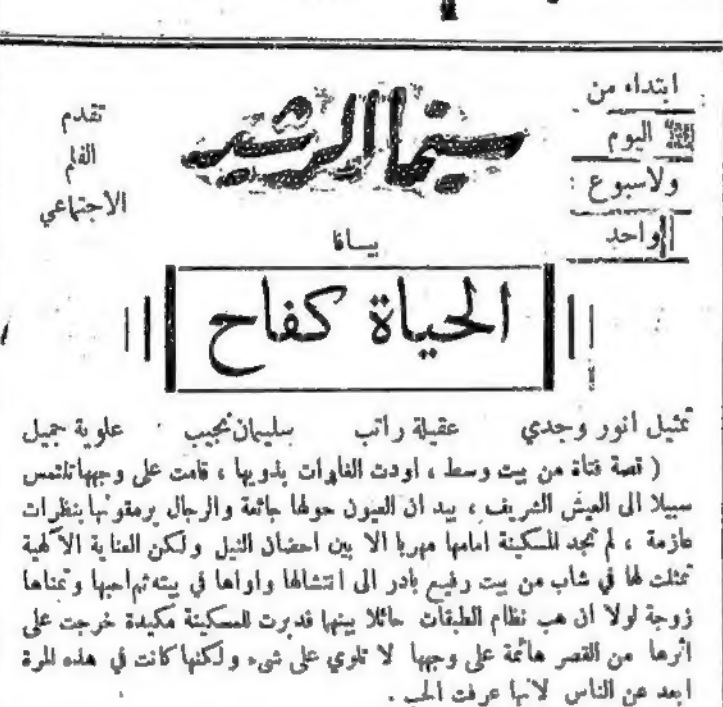 ابتداء من
اليوم
ولاسبوع
واحد
سينما الرشيد
بيافا
تقدم
الفلم
الاجتماعي
الحياة كفاح
تمثيل انور وجدي عقيلة راتب سليمان نجيب علوية جميل
( قصة فتاة من بيت وسط ، اودت الغارات بذويها ، قامت على وجهها تلتمس
سبيلا الى العيش الشريف ، بيد ان العيون حولها جائعة والرجال يرمقونها بنظرات
، لم تجد المسكينة امامها مهربا الا بين احضان النيل ولكن العناية الآلهية
تمثلت لها في شاب من بيت رفيع بادر الى انتشالها واواها في بيته ثم احبها وتمناها
زوجة لولا ان هب نظام الطبقات حائلا بينها فدبرت للمسكينة مكيدة خرجت على
اثرها من القصر هائمة على وجهها لا تلوي على شىء ولكنها كانت في هذه المرة
ابعد عن الناس لانها عرفت الحب .